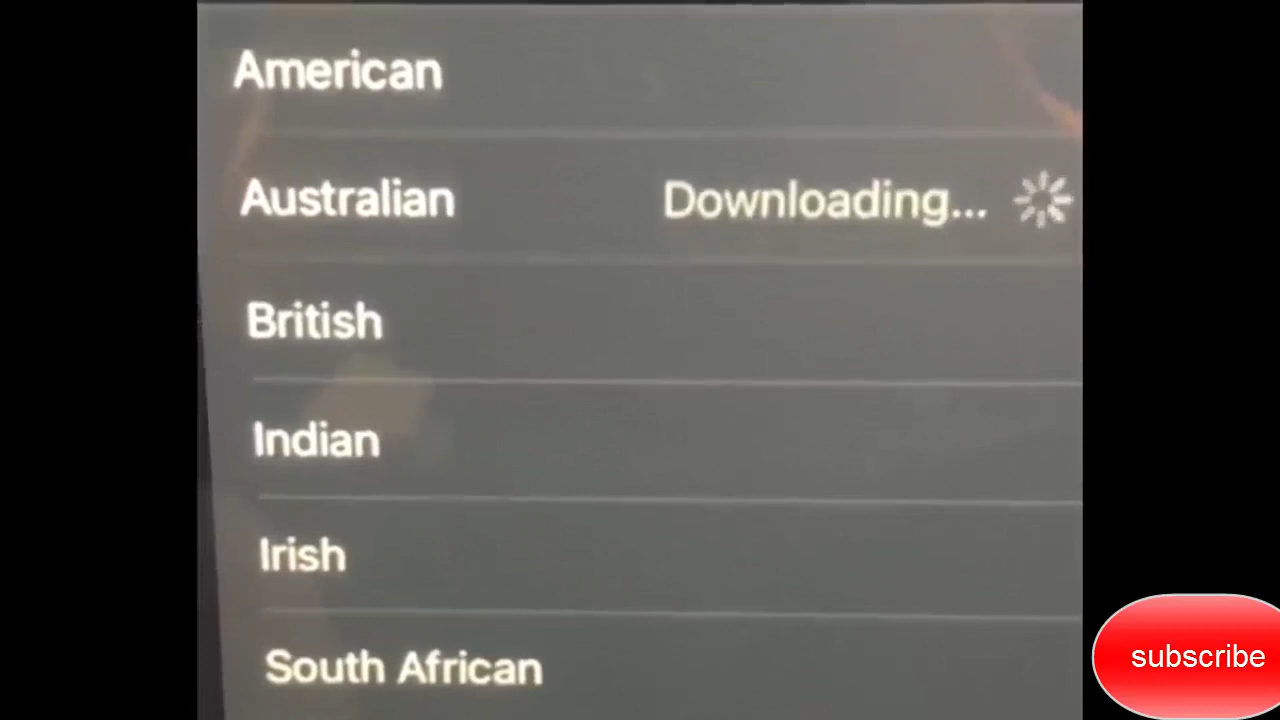 American
Australian Downloading...
British
Indian
Irish
South African
subscribe